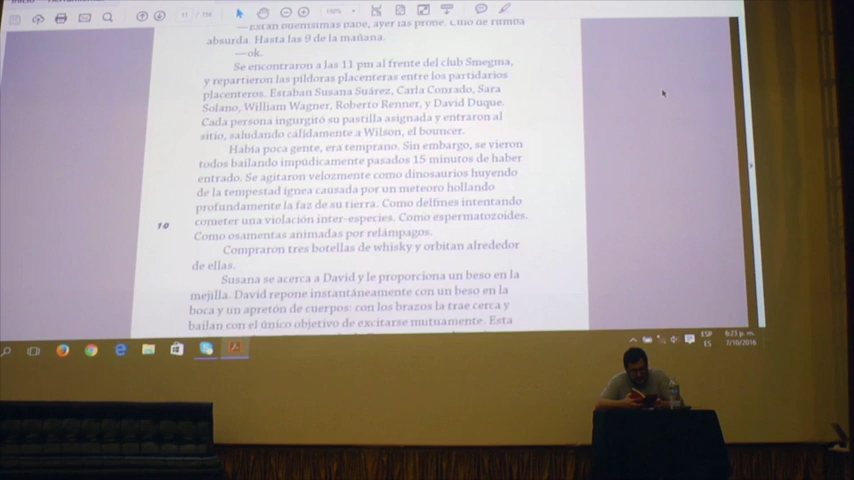 11 / 156
150%
—Están buenísimas babe, ayer las probé. Cho de rumba
absurda. Hasta las 9 de la mañana.
—ok.
Se encontraron a las 11 pm al frente del club Smegma,
y repartieron las píldoras placenteras entre los partidarios
placenteros. Estaban Susana Suárez, Carla Conrado, Sara
Solano, William Wagner, Roberto Renner, y David Duque.
Cada persona ingurgitó su pastilla asignada y entraron al
sitio, saludando cálidamente a Wilson, el bouncer.
Había poca gente, era temprano. Sin embargo, se vieron
todos bailando impúdicamente pasados 15 minutos de haber
entrado. Se agitaron velozmente como dinosaurios huyendo
de la tempestad ígnea causada por un meteoro hollando
profundamente la faz de su tierra. Como delfines intentando
cometer una violación inter-especies. Como espermatozoides.
Como osamentas animadas por relámpagos.
10
Compraron tres botellas de whisky y orbitan alrededor
de ellas.
Susana se acerca a David y le proporciona un beso en la
mejilla. David repone instantáneamente con un beso en la
boca y un apretón de cuerpos: con los brazos la trae cerca y
bailan con el único objetivo de excitarse mutuamente. Esta
ESP
ES
6:23 p. m.
7/10/2016